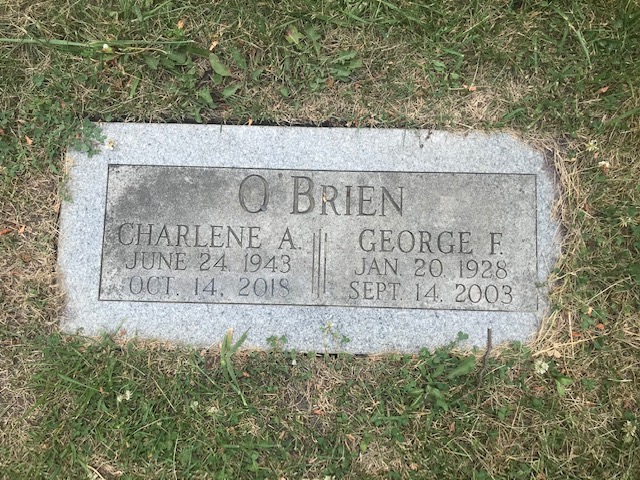 O'BRIEN
CHARLENE A.
JUNE 24 1943
OCT. 14, 2018
GEORGE F.
JAN. 20, 1928
SEPT. 14, 2003